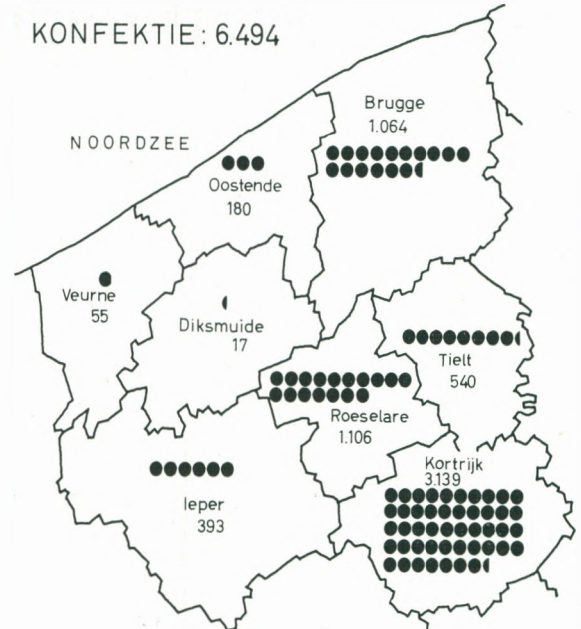 KONFEKTIE: 6.494
Brugge
1.064
NOORDZEE
Oostende
180
Veurne
55
Diksmuide
17
Tielt
540
Roeselare
1.106
Kortrijk
3.139
Ieper
393